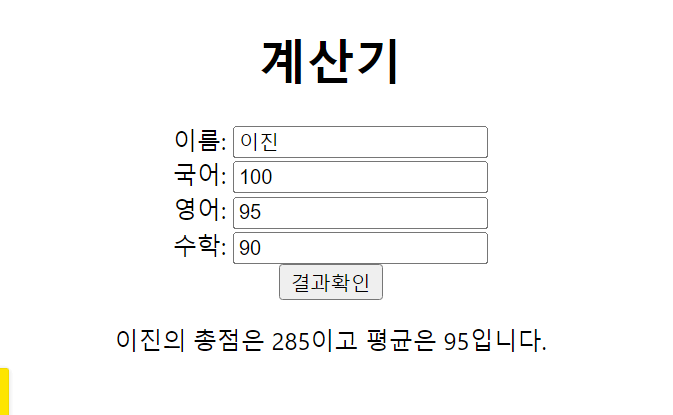 계산기
이름: 이진
국어: 100
영어: 95
수학: 90
결과확인
이진의 총점은 285이고 평균은 95입니다.